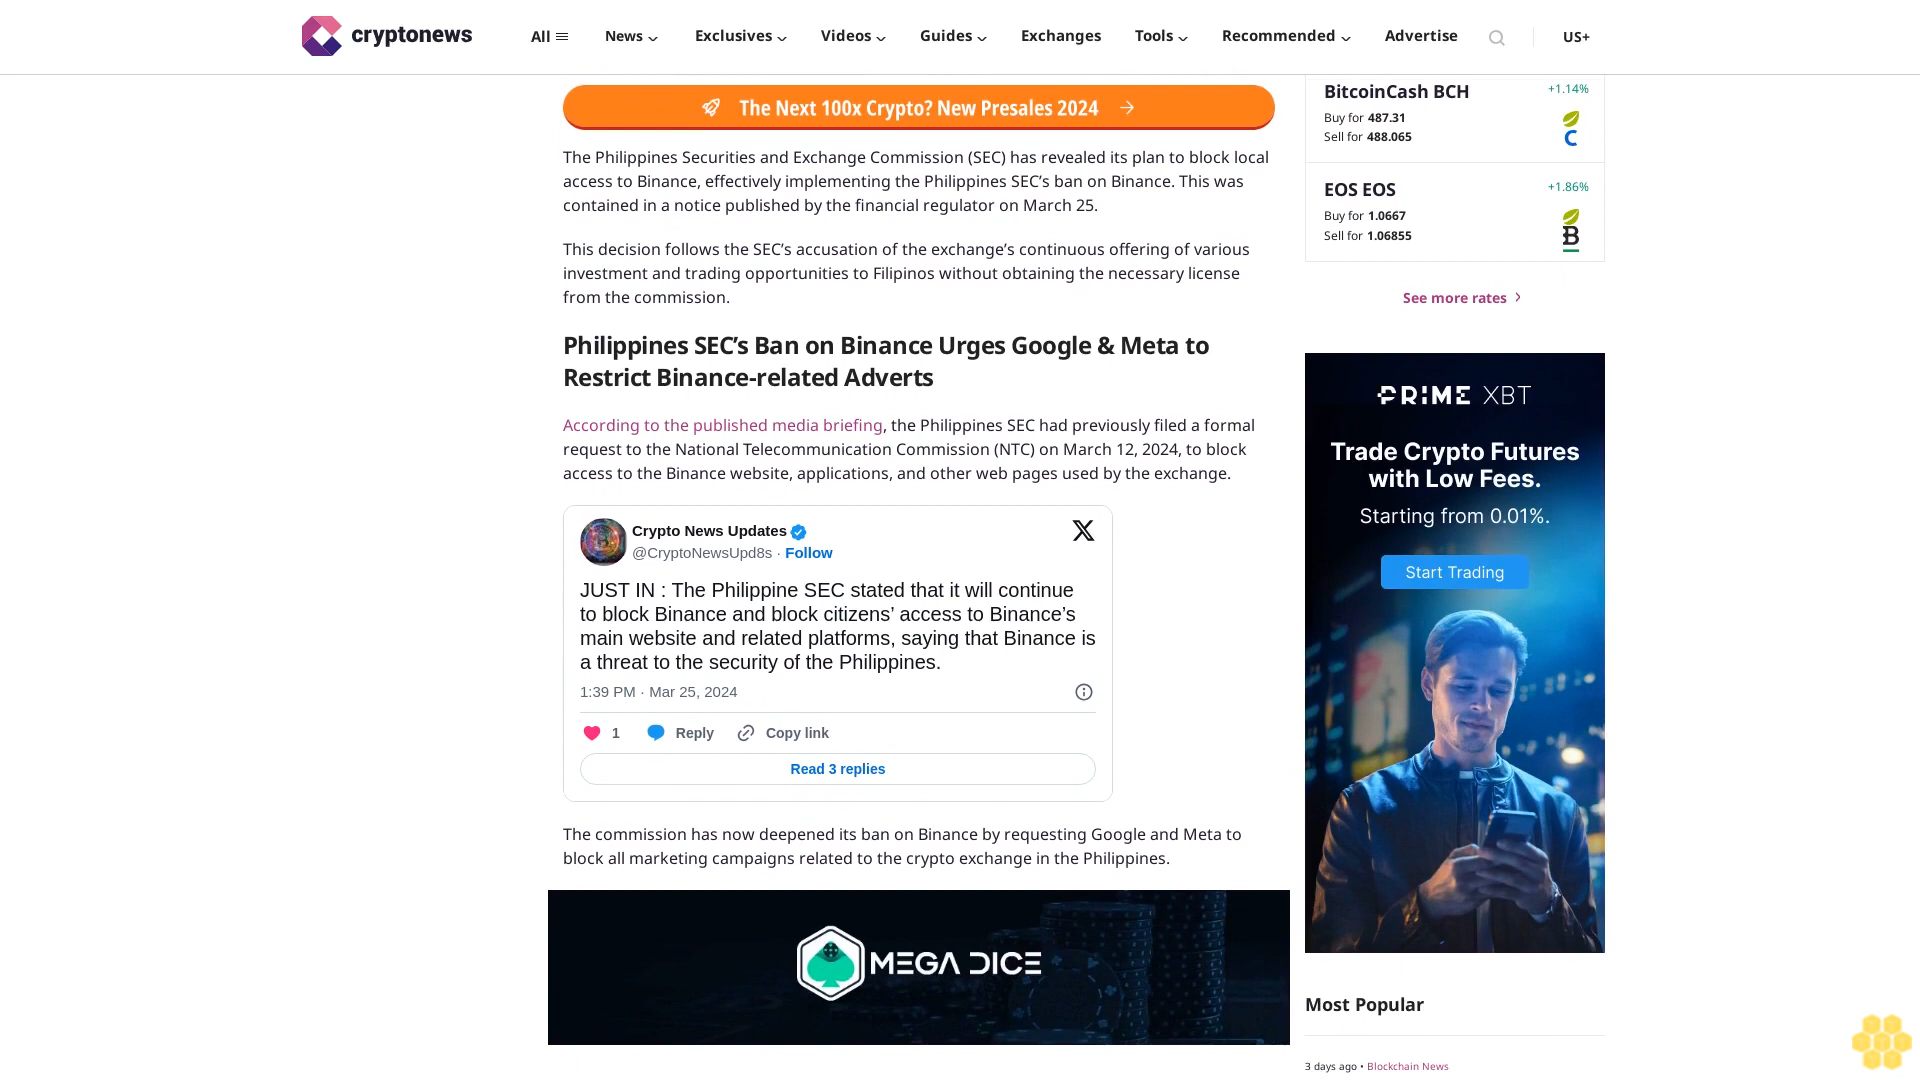 cryptonews
All
News
Exclusives
Videos
Guides
Exchanges
Tools
Recommended
Advertise
US+
The Next 100x Crypto? New Presales 2024
The Philippines Securities and Exchange Commission (SEC) has revealed its plan to block local
access to Binance, effectively implementing the Philippines SEC’s ban on Binance. This was
contained in a notice published by the financial regulator on March 25.
This decision follows the SEC’s accusation of the exchange’s continuous offering of various
investment and trading opportunities to Filipinos without obtaining the necessary license
from the commission.
Philippines SEC’s Ban on Binance Urges Google & Meta to
Restrict Binance-related Adverts
According to the published media briefing, the Philippines SEC had previously filed a formal
request to the National Telecommunication Commission (NTC) on March 12, 2024, to block
access to the Binance website, applications, and other web pages used by the exchange.
Crypto News Updates
@CryptoNewsUpd8s · Follow
JUST IN : The Philippine SEC stated that it will continue
to block Binance and block citizens’ access to Binance’s
main website and related platforms, saying that Binance is
a threat to the security of the Philippines.
1:39 PM · Mar 25, 2024
1
Reply
Copy link
Read 3 replies
The commission has now deepened its ban on Binance by requesting Google and Meta to
block all marketing campaigns related to the crypto exchange in the Philippines.
MEGA DICE
BitcoinCash BCH
+1.14%
Buy for 487.31
Sell for 488.065
EOS EOS
+1.86%
Buy for 1.0667
Sell for 1.06855
See more rates
PRIME XBT
Trade Crypto Futures
with Low Fees.
Starting from 0.01%.
Start Trading
Most Popular
3 days ago • Blockchain News